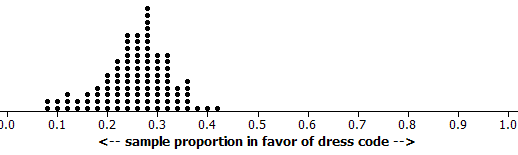 0.0 0.1 0.2 0.3 0.4 0.5 0.6 0.7 0.8 0.9 1.0
<-- sample proportion in favor of dress code -->